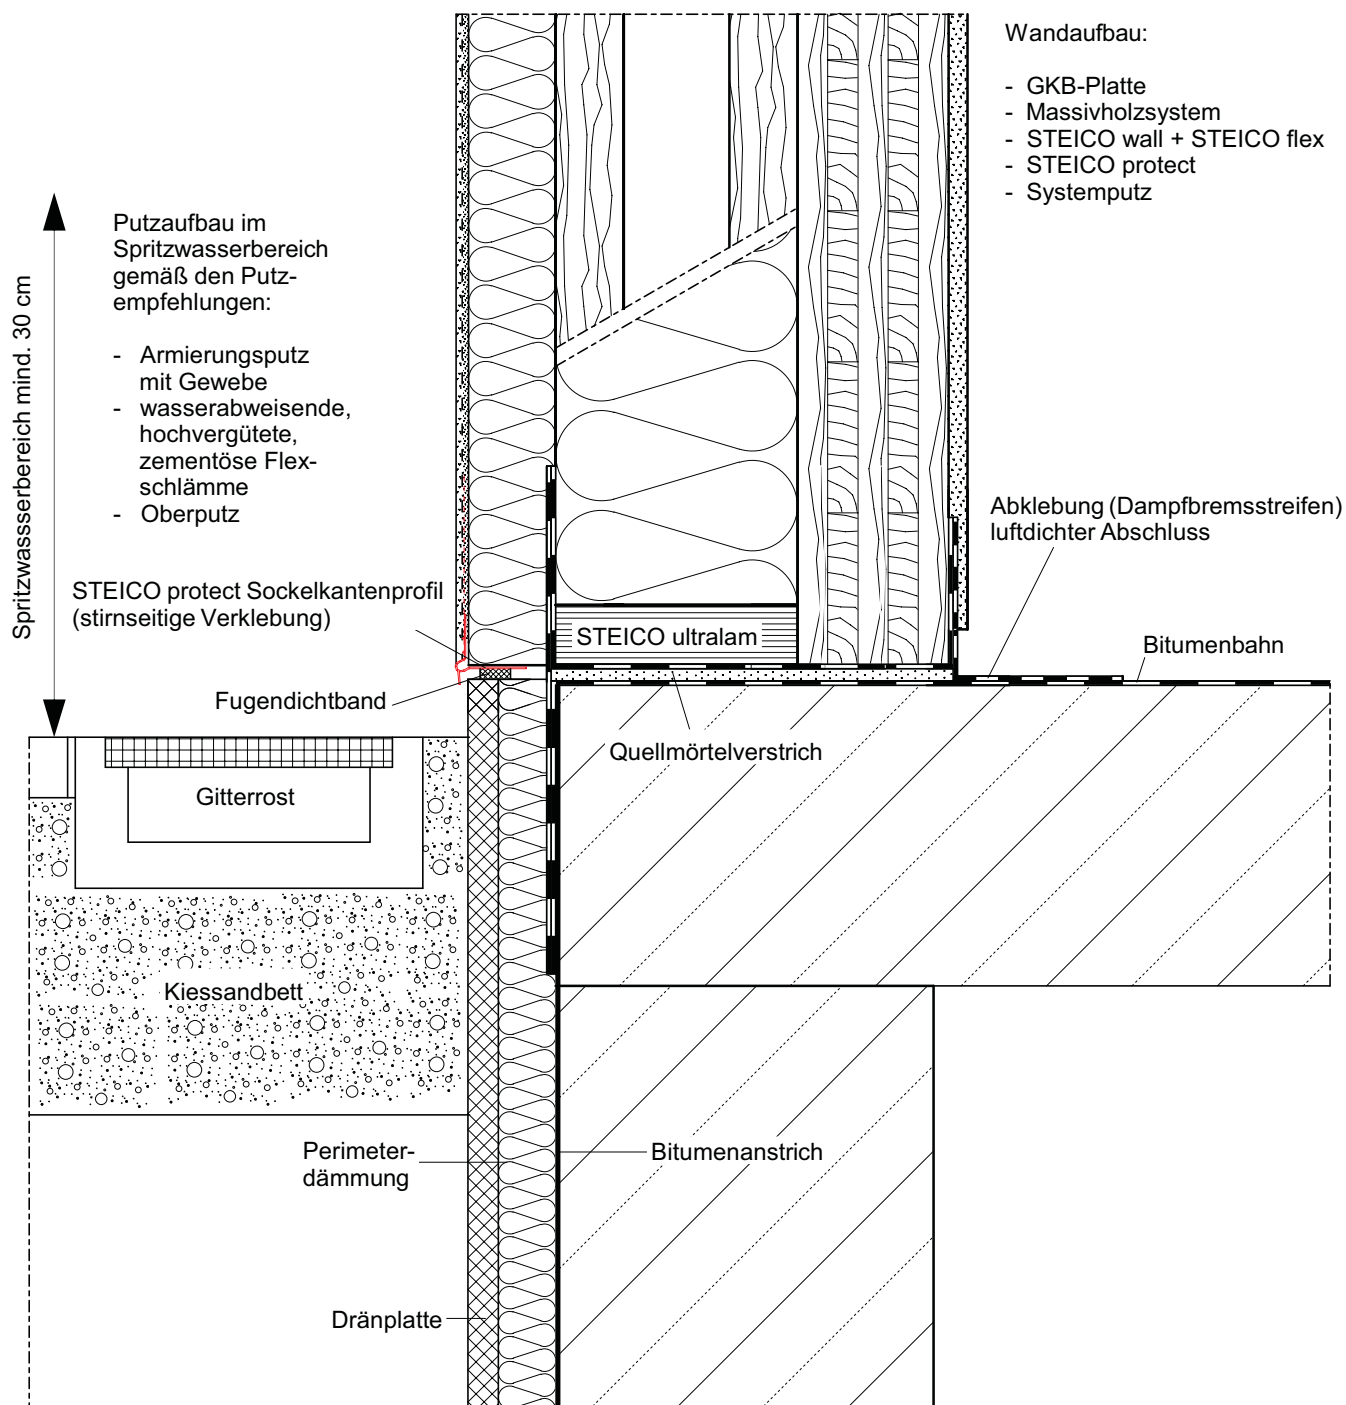 Wandaufbau:
- GKB-Platte
- Massivholzsystem
- STEICO wall + STEICO flex
- STEICO protect
- Systemputz
Spritzwassserbereich mind. 30 cm
Putzaufbau im
Spritzwasserbereich
gemäß den Putz-
empfehlungen:
- Armierungsputz
mit Gewebe
- wasserabweisende,
hochvergütete,
zementöse Flex-
schlämme
- Oberputz
Abklebung (Dampfbremsstreifen)
luftdichter Abschluss
STEICO protect Sockelkantenprofil
(stirnseitige Verklebung)
STEICO ultralam
Bitumenbahn
Fugendichtband
Quellmörtelverstrich
Gitterrost
Kiessandbett
Perimeter-
dämmung
Bitumenanstrich
Dränplatte